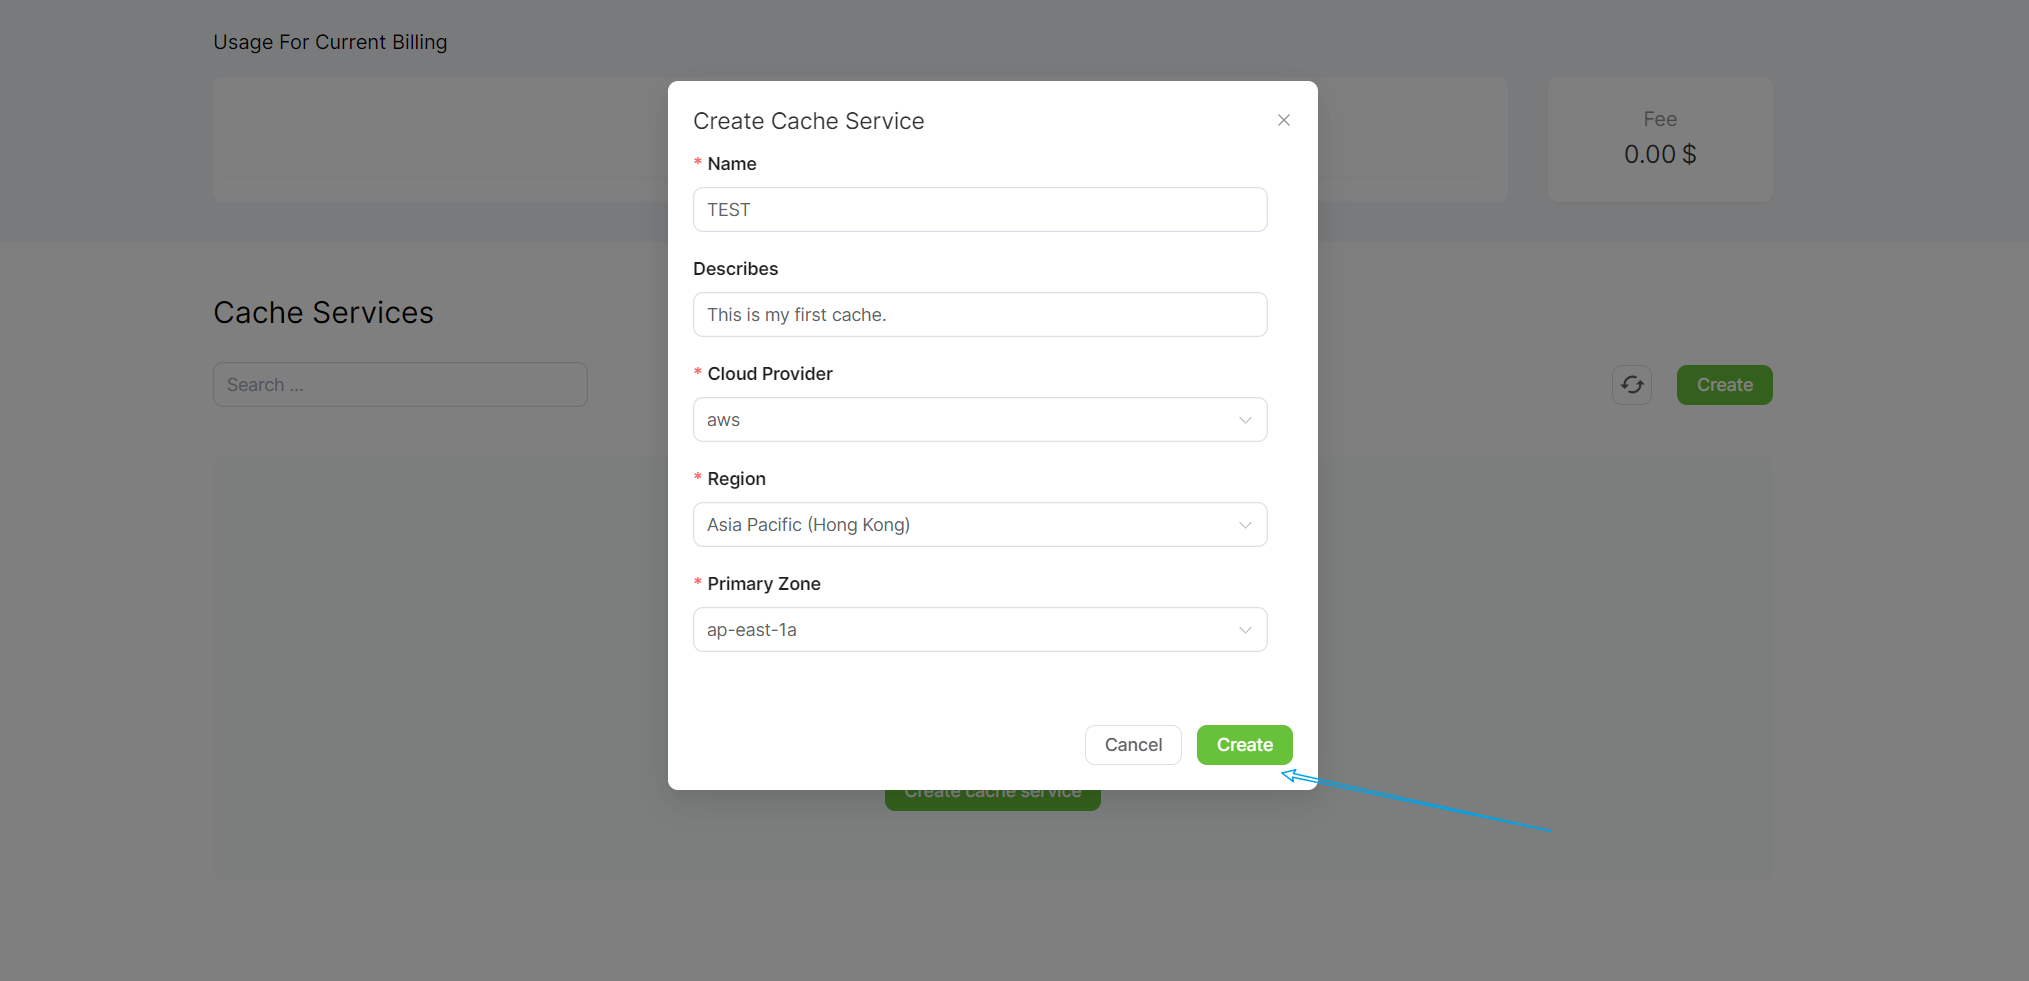 Usage For Current Billing
Fee
0.00 $
Cache Services
Search ...
Create
Create Cache Service
* Name
TEST
Describes
This is my first cache.
* Cloud Provider
aws
* Region
Asia Pacific (Hong Kong)
* Primary Zone
ap-east-1a
Cancel
Create
Create cache service